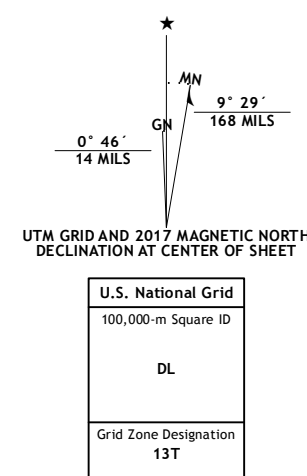 MN
9° 29´
168 MILS
GN
0° 46´
14 MILS
UTM GRID AND 2017 MAGNETIC NORTH
DECLINATION AT CENTER OF SHEET
U.S. National Grid
100,000-m Square ID
DL
Grid Zone Designation
13T